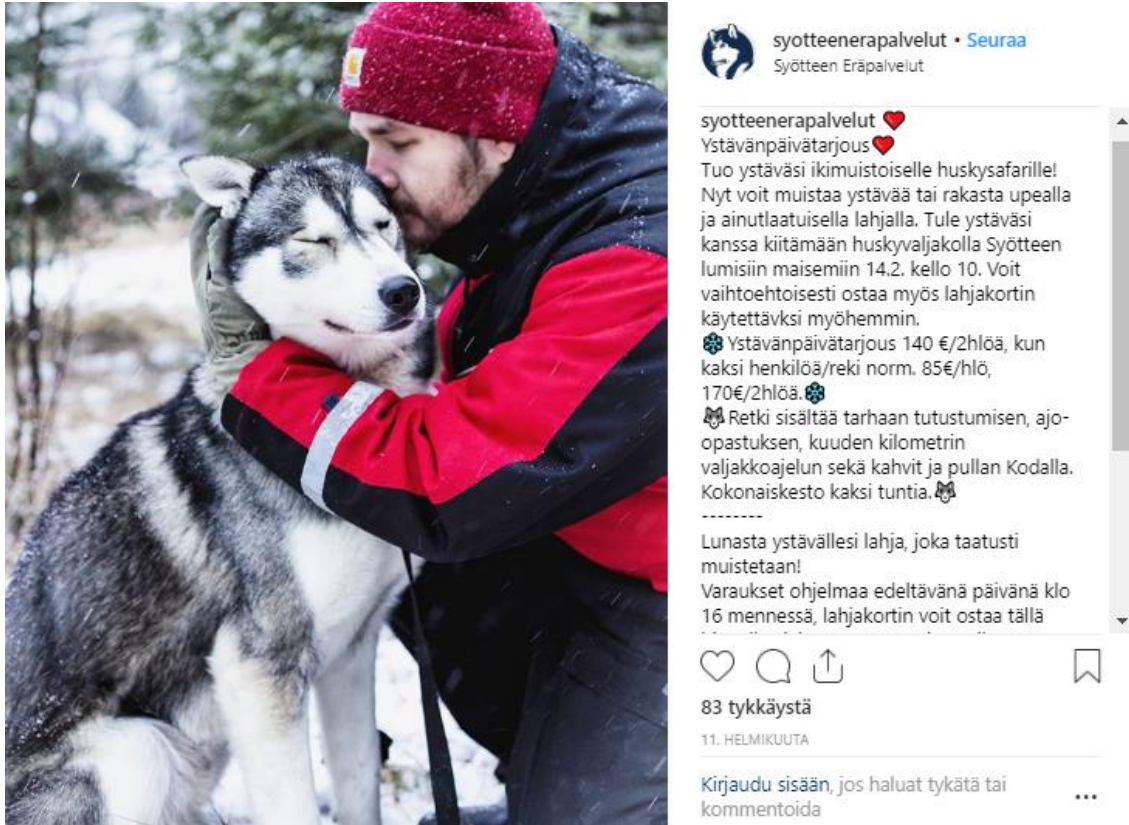 syotteenerapalvelut • Seuraa
Syötteen Eräpalvelut
syotteenerapalvelut ❤
Ystävänpäivätarjous❤
Tuo ystäväsi ikimuistoiselle huskysafarille!
Nyt voit muistaa ystävää tai rakasta upealla
ja ainutlaatuisella lahjalla. Tule ystäväsi
kanssa kiitämään huskyvaljakolla Syötteen
lumisiin maisemiin 14.2. kello 10. Voit
vaihtoehtoisesti ostaa myös lahjakortin
käytettävksi myöhemmin.
❄Ystävänpäivätarjous 140 €/2hlöä, kun
kaksi henkilöä/reki norm. 85€/hlö,
170€/2hlöä.❄
🐺Retki sisältää tarhaan tutustumisen, ajo-
opastuksen, kuuden kilometrin
valjakkoajelun sekä kahvit ja pullan Kodalla.
Kokonaiskesto kaksi tuntia.🐺
--------
Lunasta ystävällesi lahja, joka taatusti
muistetaan!
Varaukset ohjelmaa edeltävänä päivänä klo
16 mennessä, lahjakortin voit ostaa tällä
83 tykkäystä
11. HELMIKUUTA
Kirjaudu sisään, jos haluat tykätä tai
kommentoida